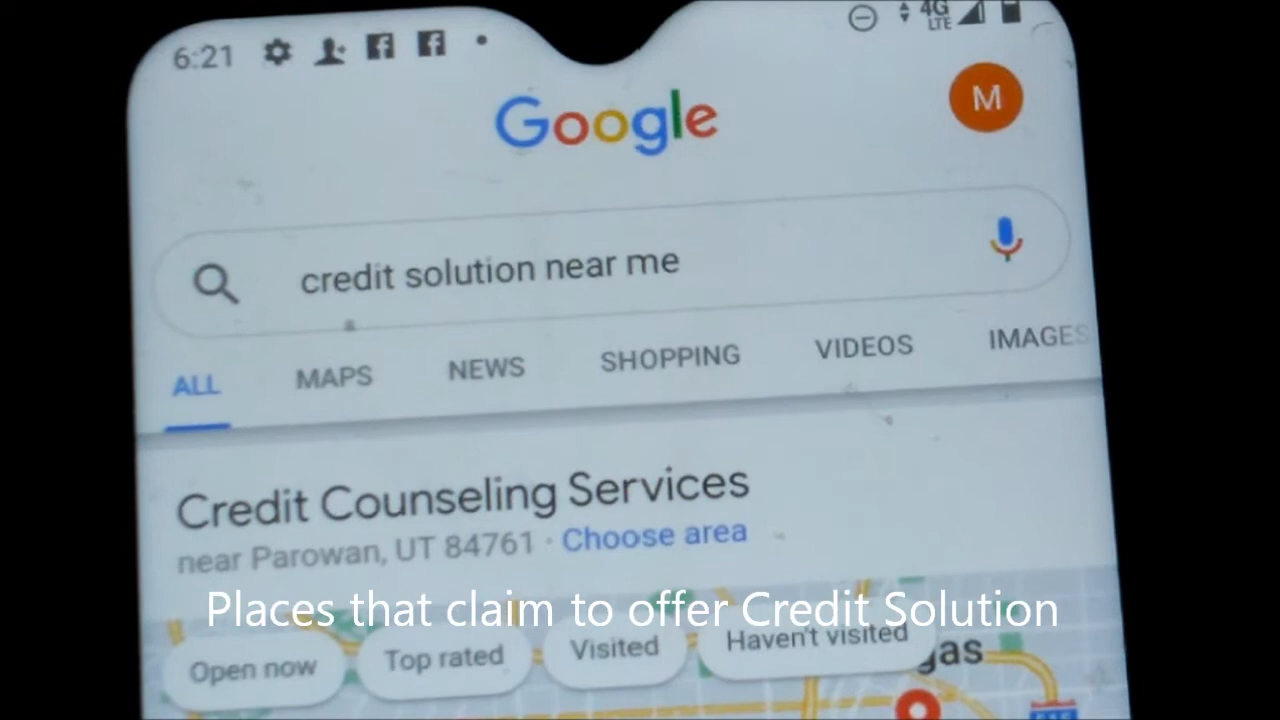 6:21
4G
LTE
Google
M
credit solution near me
ALL MAPS NEWS SHOPPING VIDEOS IMAGES
Credit Counseling Services
near Parowan, UT 84761 · Choose area
Places that claim to offer Credit Solution
Open now Top rated Visited Haven't visited
gas